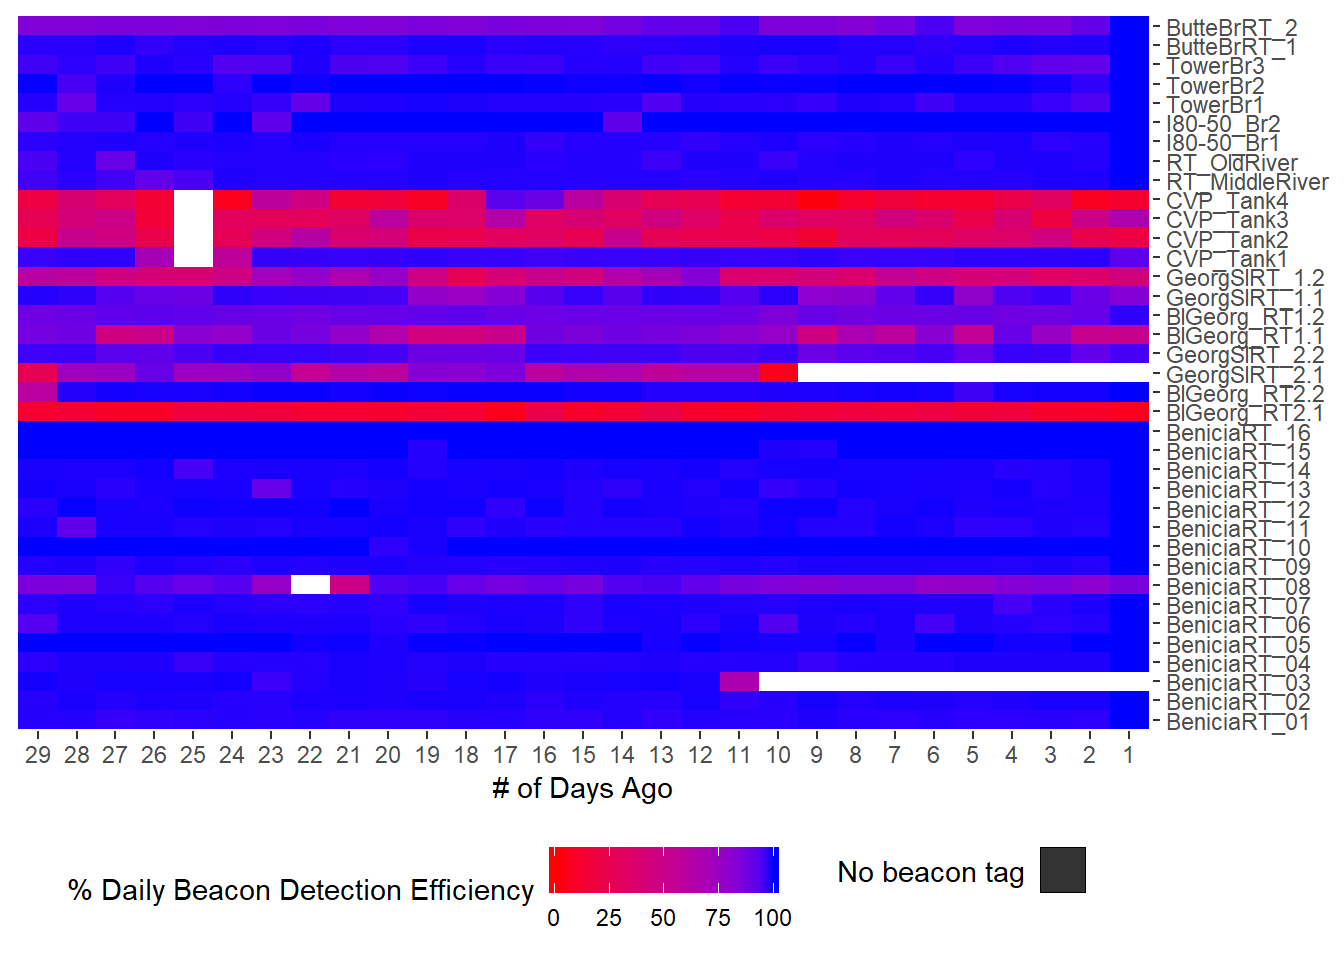 ButteBrRT_2
ButteBrRT_1
TowerBr3
TowerBr2
TowerBr1
I80-50_Br2
I80-50_Br1
RT_OldRiver
RT_MiddleRiver
CVP_Tank4
CVP_Tank3
CVP_Tank2
CVP_Tank1
GeorgSlRT_1.2
GeorgSlRT_1.1
BlGeorg_RT1.2
BlGeorg_RT1.1
GeorgSlRT_2.2
GeorgSlRT_2.1
BlGeorg_RT2.2
BlGeorg_RT2.1
BeniciaRT_16
BeniciaRT_15
BeniciaRT_14
BeniciaRT_13
BeniciaRT_12
BeniciaRT_11
BeniciaRT_10
BeniciaRT_09
BeniciaRT_08
BeniciaRT_07
BeniciaRT_06
BeniciaRT_05
BeniciaRT_04
BeniciaRT_03
BeniciaRT_02
BeniciaRT_01
29 28 27 26 25 24 23 22 21 20 19 18 17 16 15 14 13 12 11 10 9 8 7 6 5 4 3 2 1
# of Days Ago
% Daily Beacon Detection Efficiency
0 25 50 75 100
No beacon tag